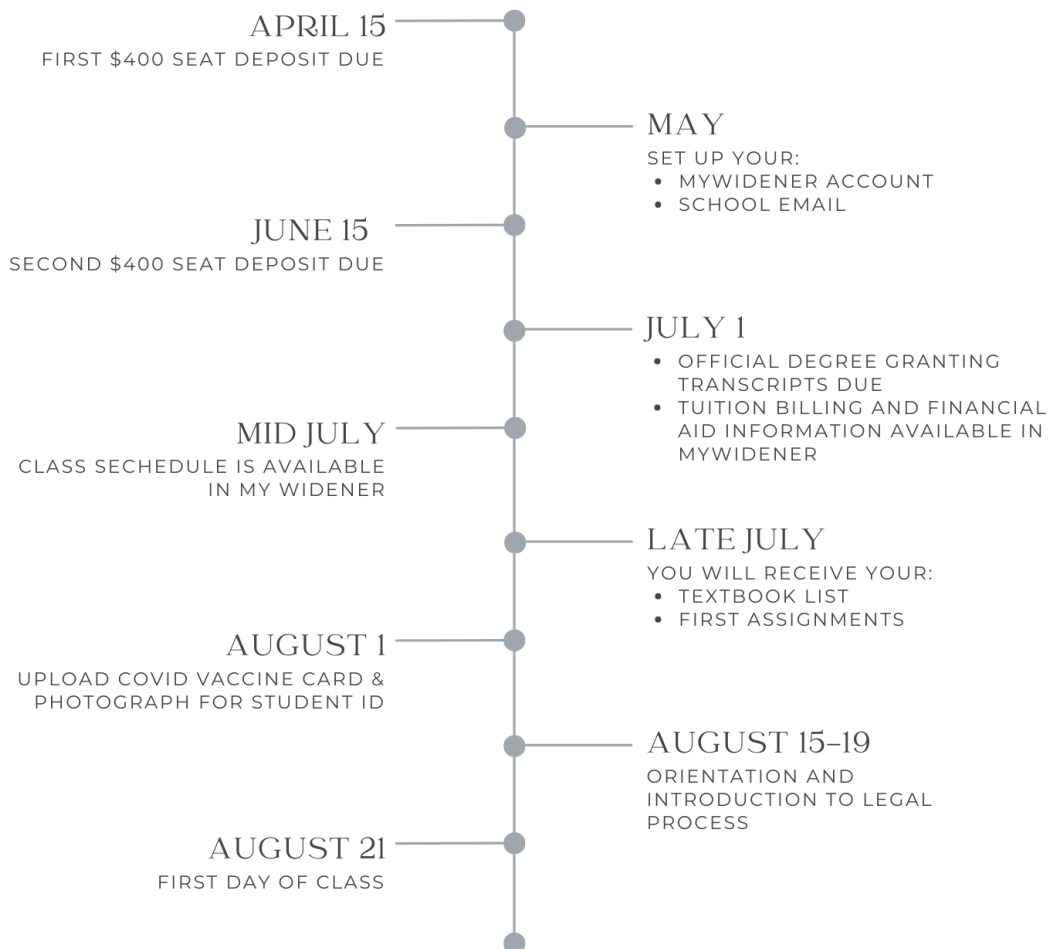 APRIL 15
FIRST $400 SEAT DEPOSIT DUE
MAY
SET UP YOUR:
• MYWIDENER ACCOUNT
• SCHOOL EMAIL
JUNE 15
SECOND $400 SEAT DEPOSIT DUE
JULY 1
• OFFICIAL DEGREE GRANTING
TRANSCRIPTS DUE
• TUITION BILLING AND FINANCIAL
AID INFORMATION AVAILABLE IN
MYWIDENER
MID JULY
CLASS SECHEDULE IS AVAILABLE
IN MY WIDENER
LATE JULY
YOU WILL RECEIVE YOUR:
• TEXTBOOK LIST
• FIRST ASSIGNMENTS
AUGUST 1
UPLOAD COVID VACCINE CARD &
PHOTOGRAPH FOR STUDENT ID
AUGUST 15-19
ORIENTATION AND
INTRODUCTION TO LEGAL
PROCESS
AUGUST 21
FIRST DAY OF CLASS